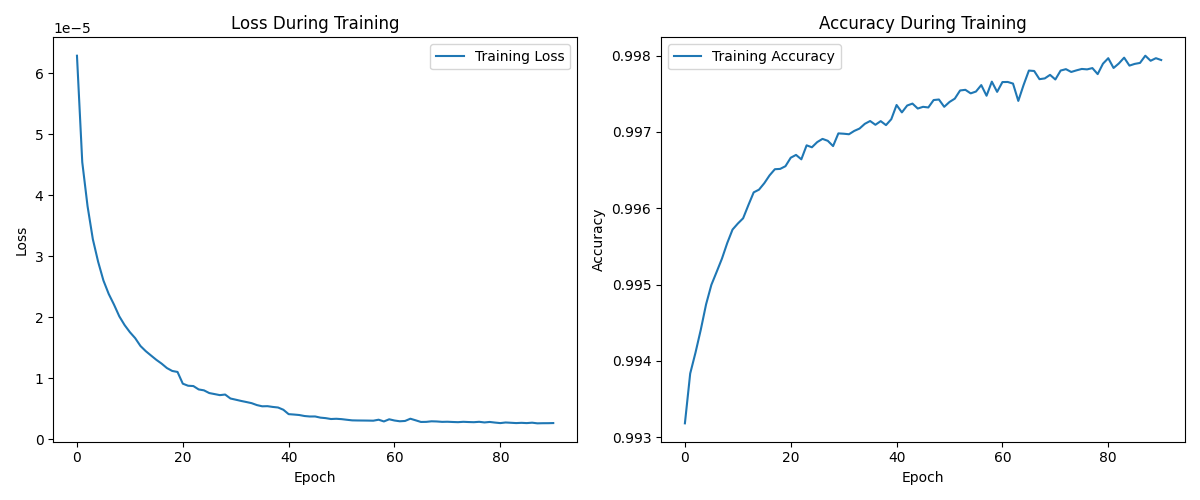 Loss During Training
1e−5
Training Loss
6
5
4
3
2
1
0
Loss
0 20 40 60 80
Epoch
Accuracy During Training
Training Accuracy
0.998
0.997
0.996
0.995
0.994
0.993
Accuracy
0 20 40 60 80
Epoch